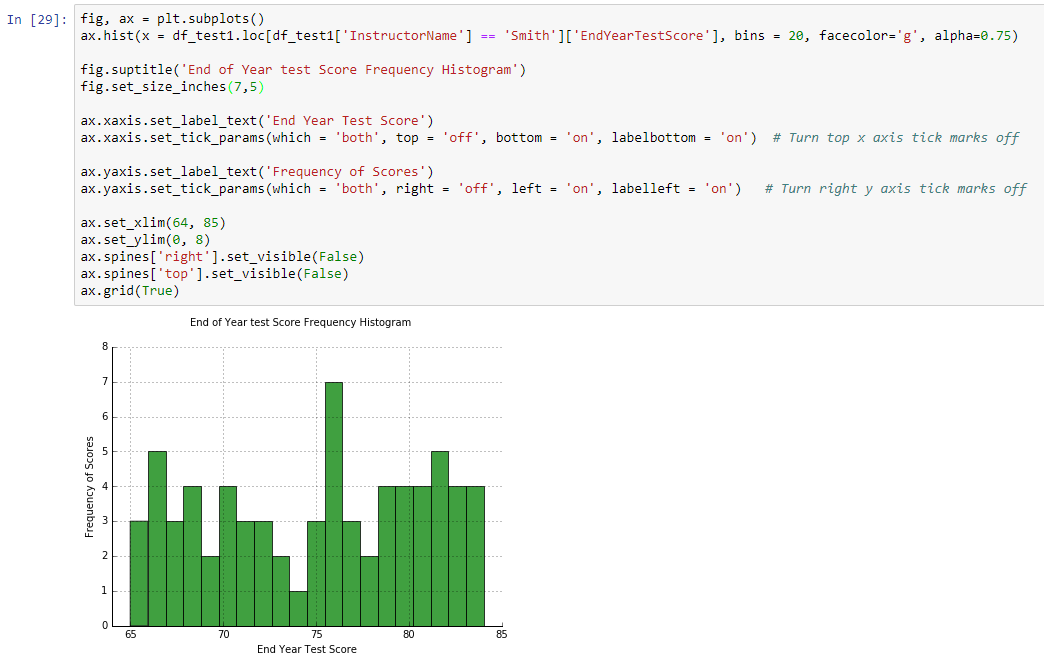 In [29]:
fig, ax = plt.subplots()
ax.hist(x = df_test1.loc[df_test1['InstructorName'] == 'Smith']['EndYearTestScore'], bins = 20, facecolor='g', alpha=0.75)
fig.suptitle('End of Year test Score Frequency Histogram')
fig.set_size_inches(7,5)
ax.xaxis.set_label_text('End Year Test Score')
ax.xaxis.set_tick_params(which = 'both', top = 'off', bottom = 'on', labelbottom = 'on')  # Turn top x axis tick marks off
ax.yaxis.set_label_text('Frequency of Scores')
ax.yaxis.set_tick_params(which = 'both', right = 'off', left = 'on', labelleft = 'on')   # Turn right y axis tick marks off
ax.set_xlim(64, 85)
ax.set_ylim(0, 8)
ax.spines['right'].set_visible(False)
ax.spines['top'].set_visible(False)
ax.grid(True)
End of Year test Score Frequency Histogram
8
7
6
5
4
3
2
1
0
Frequency of Scores
65 70 75 80 85
End Year Test Score